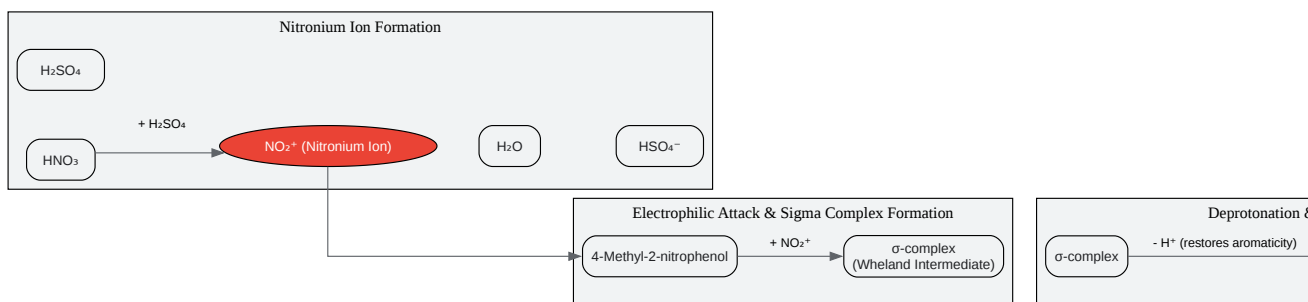 Nitronium Ion Formation
H₂SO₄
+ H₂SO₄
HNO₃
NO₂⁺ (Nitronium Ion)
H₂O
HSO₄⁻
Electrophilic Attack & Sigma Complex Formation
4-Methyl-2-nitrophenol
+ NO₂⁺
σ-complex
(Wheland Intermediate)
Deprotonation &
σ-complex
- H⁺ (restores aromaticity)